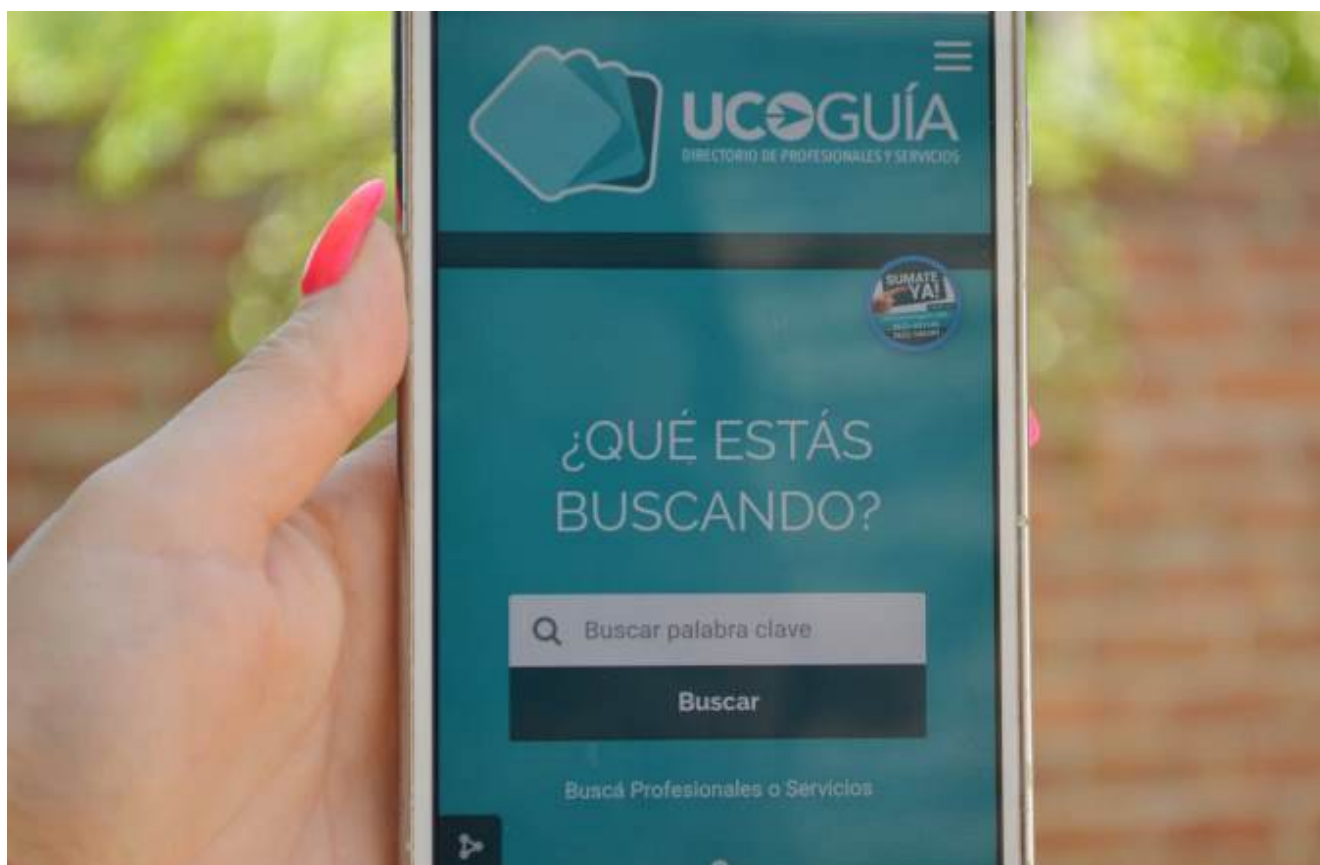 UCOGUÍA
DIRECTORIO DE PROFESIONALES Y SERVICIOS
SUMATE
YA!
¿QUÉ ESTÁS
BUSCANDO?
Buscar palabra clave
Buscar
Buscá Profesionales o Servicios